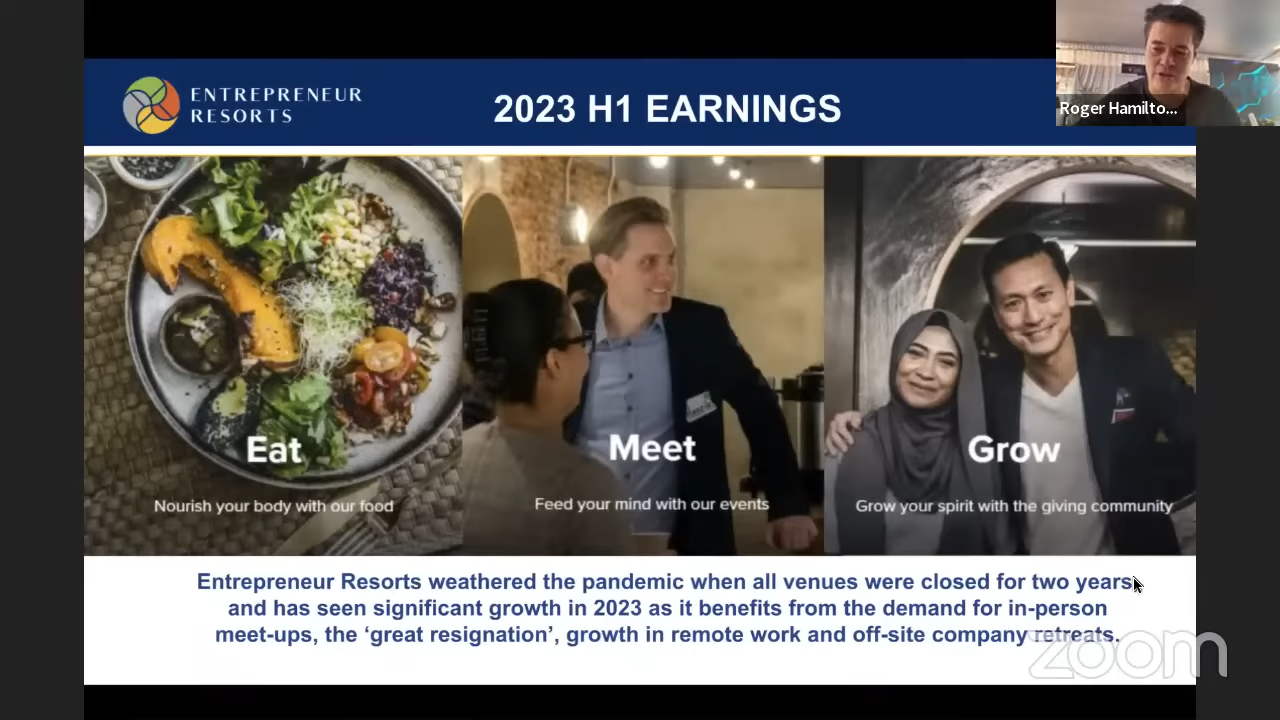 ENTREPRENEUR
RESORTS
2023 H1 EARNINGS
Roger Hamilto...
Eat
Nourish your body with our food
Meet
Feed your mind with our events
Grow
Grow your spirit with the giving community
Entrepreneur Resorts weathered the pandemic when all venues were closed for two years,
and has seen significant growth in 2023 as it benefits from the demand for in-person
meet-ups, the ‘great resignation’, growth in remote work and off-site company retreats.
zoom